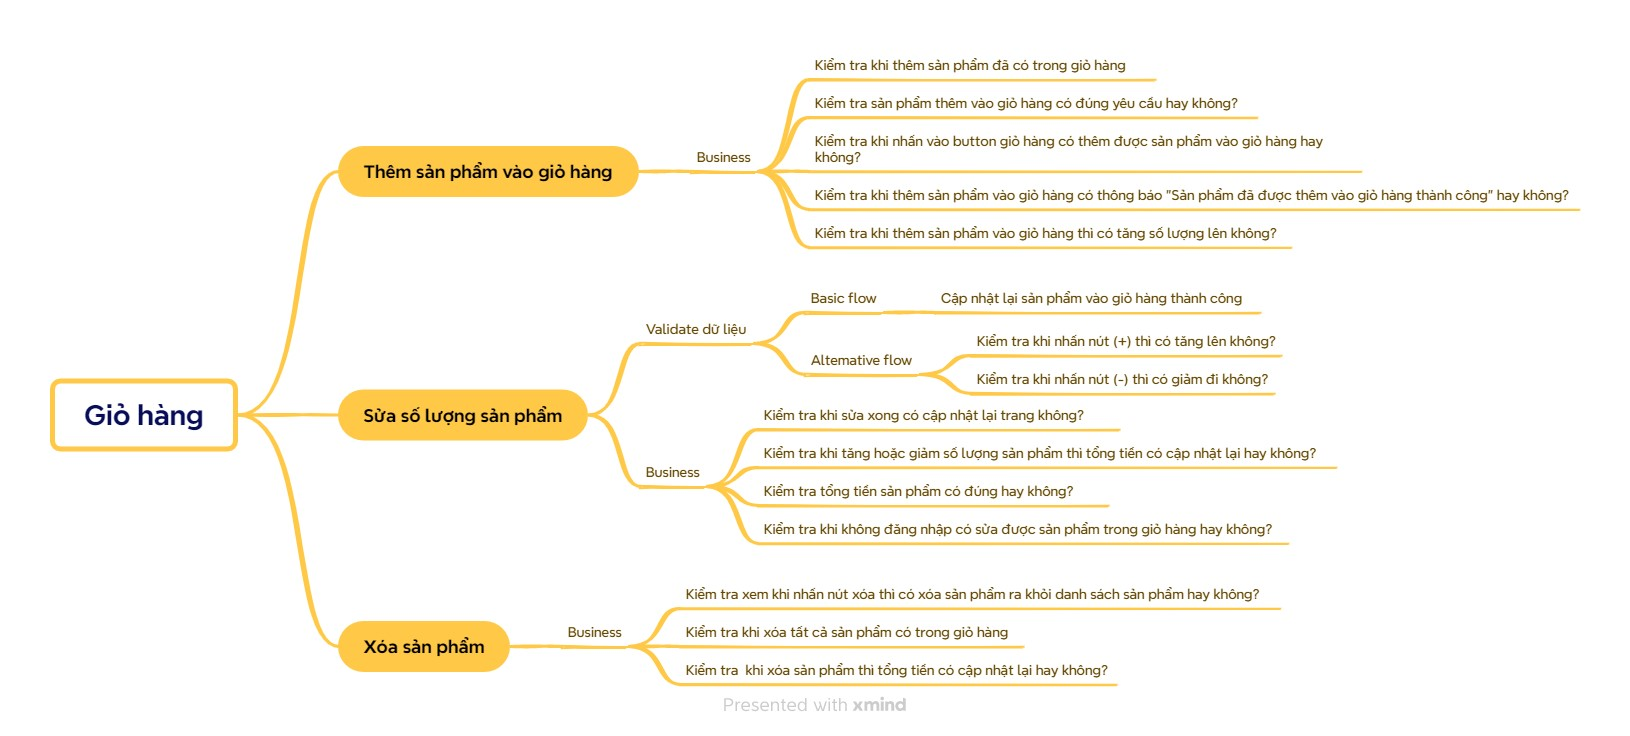 Kiểm tra khi thêm sản phẩm đã có trong giỏ hàng
Kiểm tra sản phẩm thêm vào giỏ hàng có đúng yêu cầu hay không?
Kiểm tra khi nhấn vào button giỏ hàng có thêm được sản phẩm vào giỏ hàng hay
không?
Business
Thêm sản phẩm vào giỏ hàng
Kiểm tra khi thêm sản phẩm vào giỏ hàng có thông báo "Sản phẩm đã được thêm vào giỏ hàng thành công" hay không?
Kiểm tra khi thêm sản phẩm vào giỏ hàng thì có tăng số lượng lên không?
Basic flow
Cập nhật lại sản phẩm vào giỏ hàng thành công
Validate dữ liệu
Altemative flow
Kiểm tra khi nhấn nút (+) thì có tăng lên không?
Kiểm tra khi nhấn nút (-) thì có giảm đi không?
Giỏ hàng
Sửa số lượng sản phẩm
Kiểm tra khi sửa xong có cập nhật lại trang không?
Kiểm tra khi tăng hoặc giảm số lượng sản phẩm thì tổng tiền có cập nhật lại hay không?
Business
Kiểm tra tổng tiền sản phẩm có đúng hay không?
Kiểm tra khi không đăng nhập có sửa được sản phẩm trong giỏ hàng hay không?
Kiểm tra xem khi nhấn nút xóa thì có xóa sản phẩm ra khỏi danh sách sản phẩm hay không?
Business
Kiểm tra khi xóa tất cả sản phẩm có trong giỏ hàng
Xóa sản phẩm
Kiểm tra  khi xóa sản phẩm thì tổng tiền có cập nhật lại hay không?
Presented with xmind